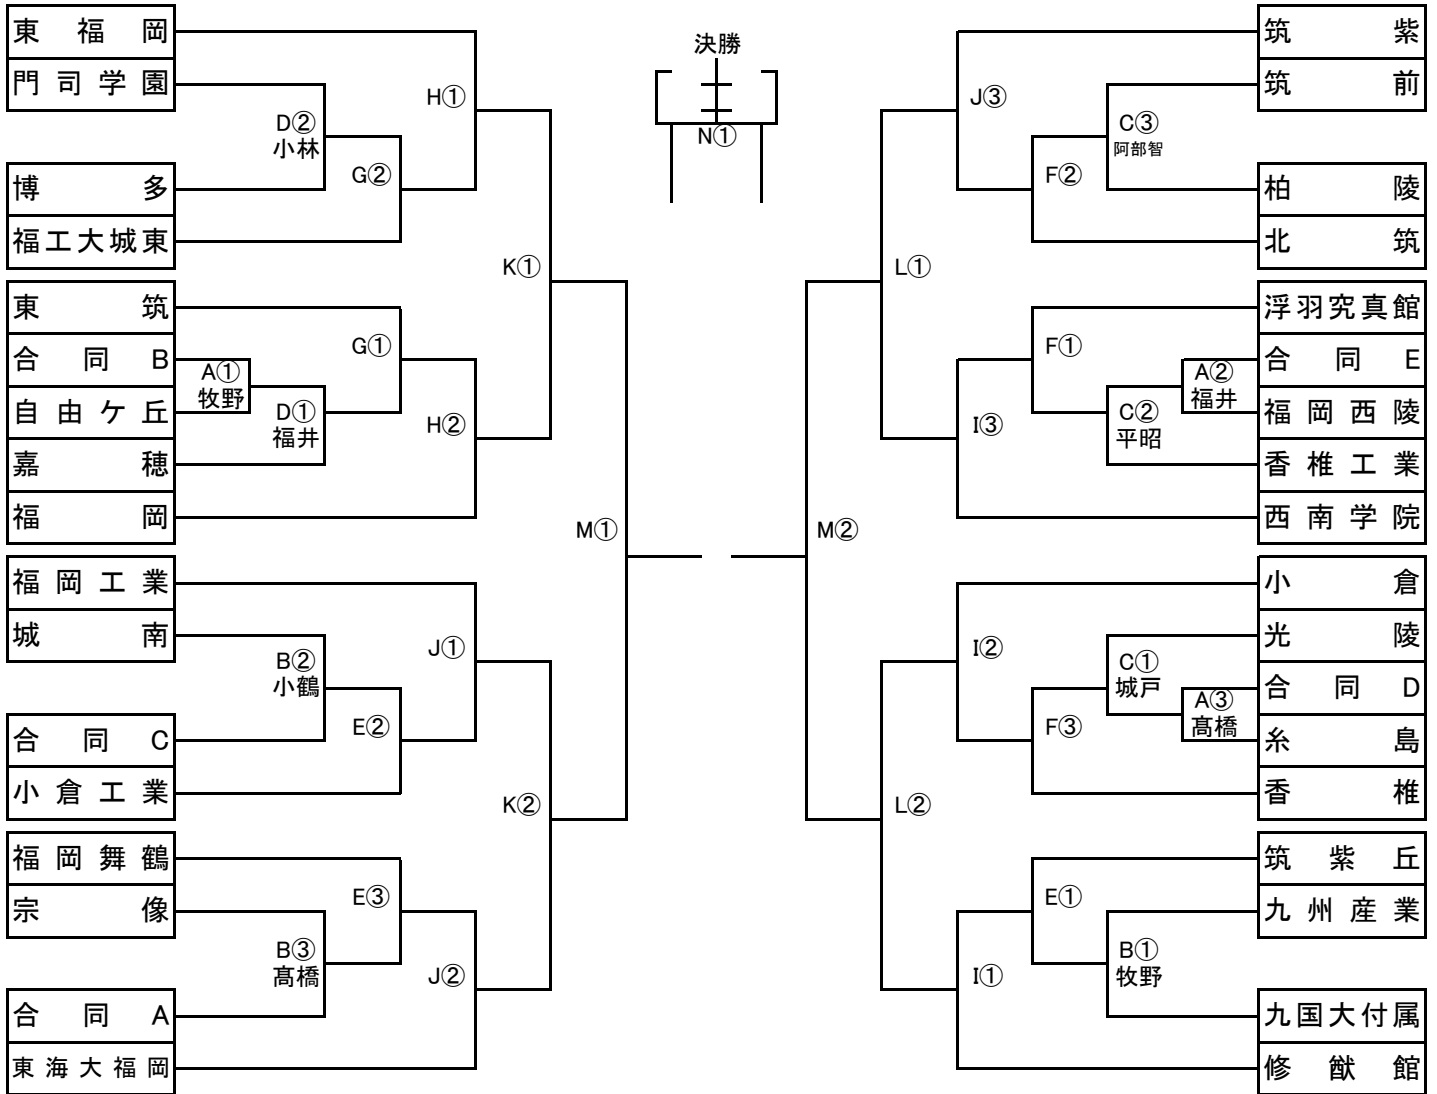 決勝
N①
東福岡
門司学園
博多
福工大城東
東筑
合同B
自由ケ丘
嘉穂
福岡
福岡工業
城南
合同C
小倉工業
福岡舞鶴
宗像
合同A
東海大福岡
H①
D②
小林
G②
K①
G①
A①
牧野
D①
福井
H②
M①
J①
B②
小鶴
E②
K②
E③
B③
髙橋
J②
筑紫
筑前
柏陵
北筑
浮羽究真館
合同E
福岡西陵
香椎工業
西南学院
小倉
光陵
合同D
糸島
香椎
筑紫丘
九州産業
九国大付属
修猷館
J③
C③
阿部智
F②
L①
F①
A②
福井
C②
平昭
I③
M②
I②
C①
城戸
A③
髙橋
F③
L②
E①
B①
牧野
I①